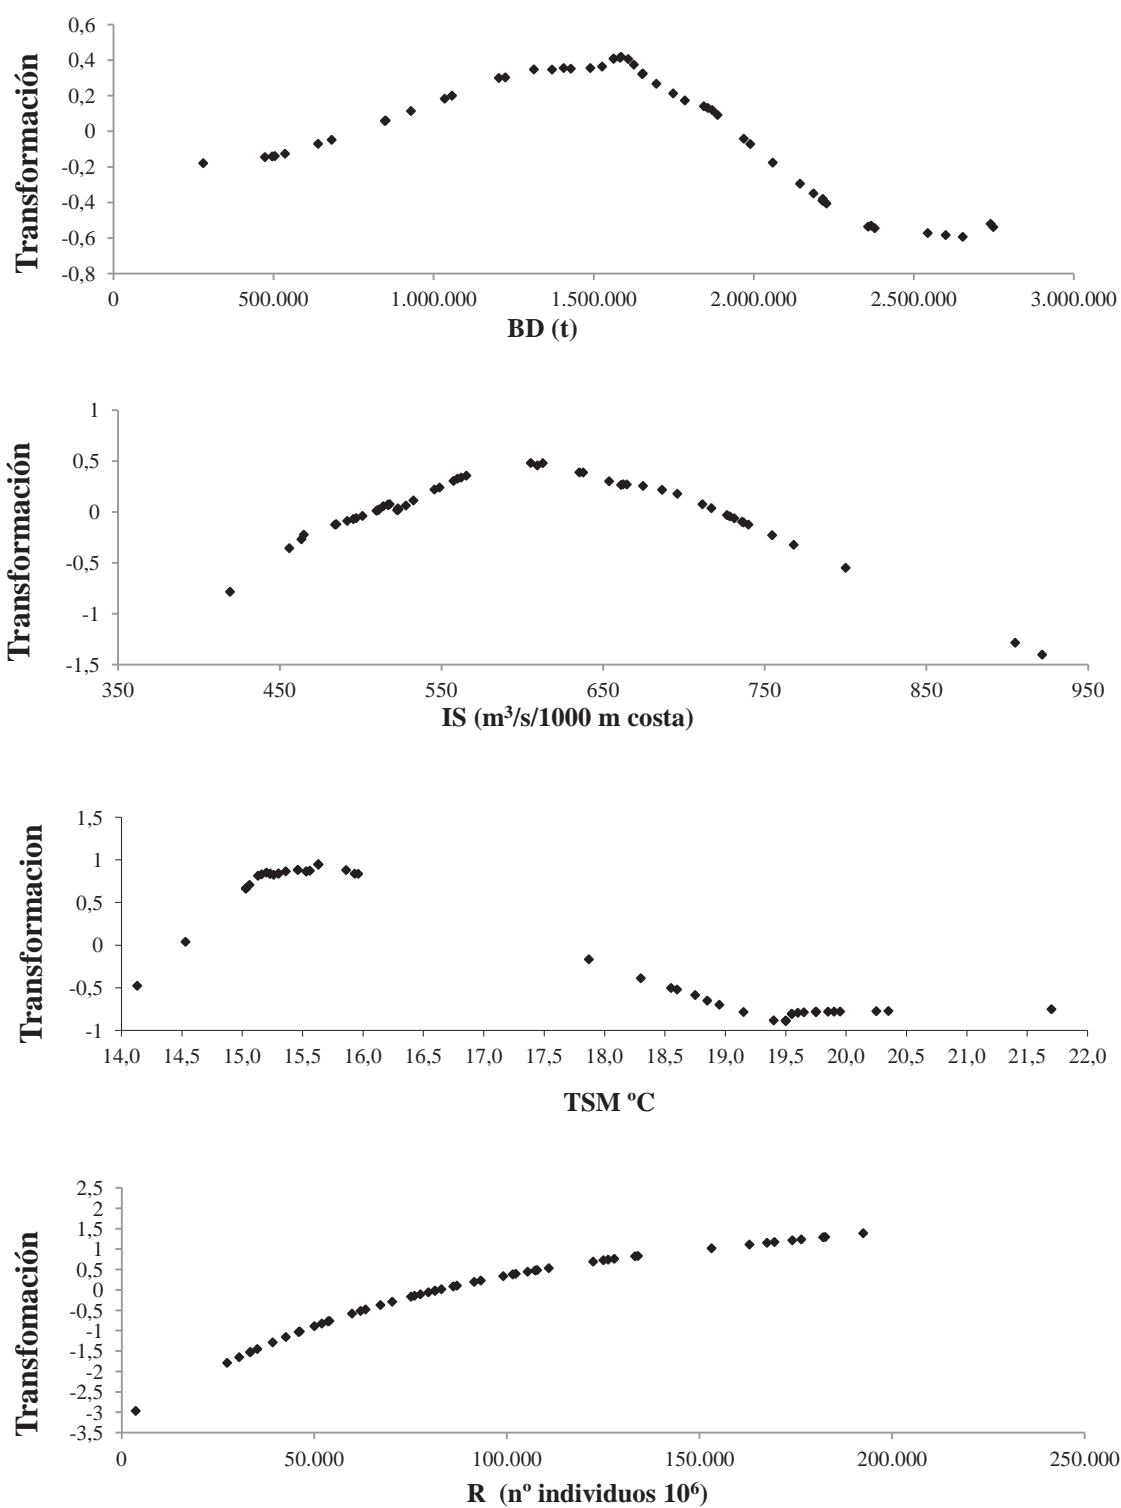 0,6
0,4
0,2
0
-0,2
-0,4
-0,6
-0,8
Transformación
0 500.000 1.000.000 1.500.000 2.000.000 2.500.000 3.000.000
BD (t)
1
0,5
0
-0,5
-1
-1,5
Transformación
350 450 550 650 750 850 950
IS (m³/s/1000 m costa)
1,5
1
0,5
0
-0,5
-1
Transformacion
14,0 14,5 15,0 15,5 16,0 16,5 17,0 17,5 18,0 18,5 19,0 19,5 20,0 20,5 21,0 21,5 22,0
TSM ºC
2,5
2
1,5
1
0,5
0
-0,5
-1
-1,5
-2
-2,5
-3
-3,5
Transfomación
0 50.000 100.000 150.000 200.000 250.000
R (nº individuos 10⁶)